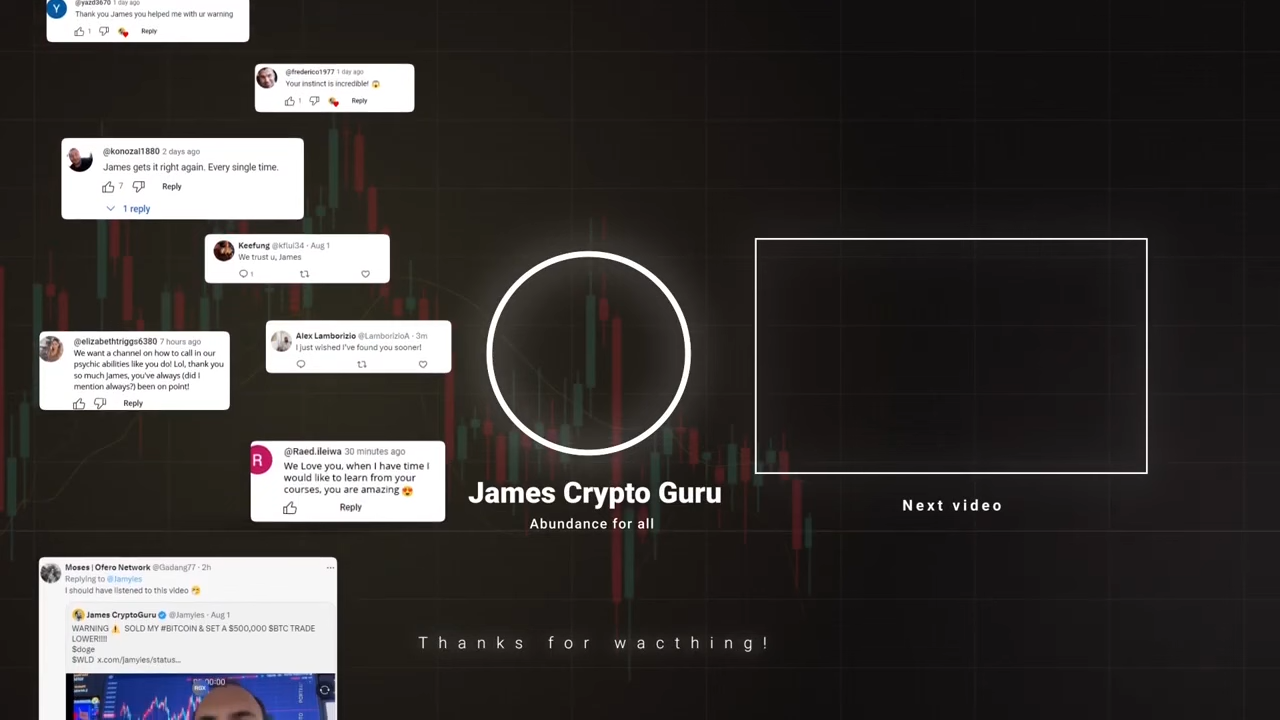 @yazd3670 1 day ago
Thank you James you helped me with ur warning
1 Reply
@frederico1977 1 day ago
Your instinct is incredible!
1 Reply
@konozal1880 2 days ago
James gets it right again. Every single time.
7 Reply
1 reply
Keefung @kflui34 · Aug 1
We trust u, James
1
Alex Lamborizio @LamborizioA · 3m
I just wished I've found you sooner!
@elizabethtriggs6380 7 hours ago
We want a channel on how to call in our
psychic abilities like you do! Lol, thank you
so much James, you've always (did I
mention always?) been on point!
Reply
R
@Raed.ileiwa 30 minutes ago
We Love you, when I have time I
would like to learn from your
courses, you are amazing
Reply
Moses | Ofero Network @Gadang77 · 2h
Replying to @Jamyles
I should have listened to this video
James CryptoGuru @Jamyles · Aug 1
WARNING SOLD MY #BITCOIN & SET A $500,000 $BTC TRADE
LOWER!!!!
$doge
$WLD x.com/jamyles/status...
James Crypto Guru
Abundance for all
Next video
Thanks for wacthing!